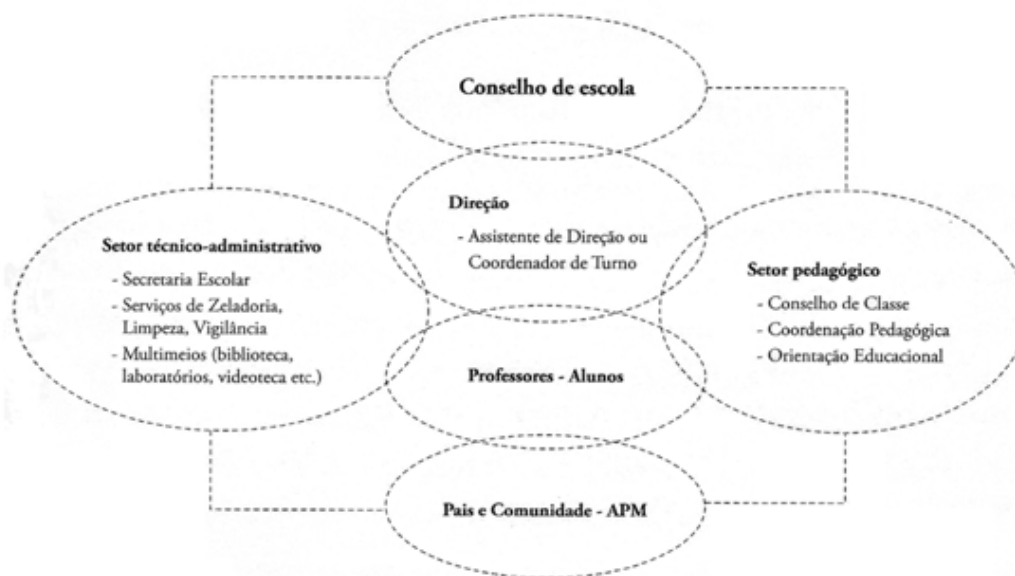 Conselho de escola
Direção
- Assistente de Direção ou
Coordenador de Turno
Setor técnico-administrativo
- Secretaria Escolar
- Serviços de Zeladoria,
Limpeza, Vigilância
- Multimeios (biblioteca,
laboratórios, videoteca etc.)
Setor pedagógico
- Conselho de Classe
- Coordenação Pedagógica
- Orientação Educacional
Professores - Alunos
Pais e Comunidade - APM